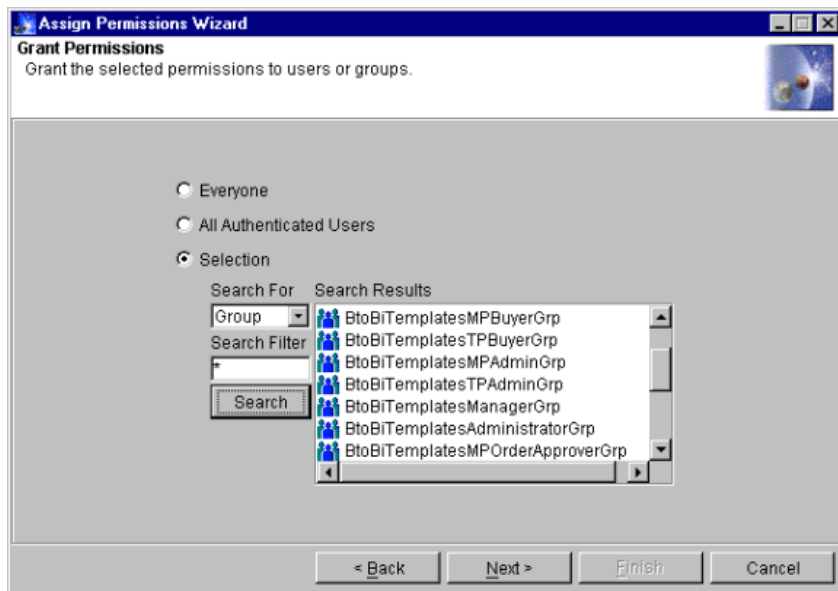 Assign Permissions Wizard
Grant Permissions
Grant the selected permissions to users or groups.
Everyone
All Authenticated Users
Selection
Search For
Search Results
Group
Search Filter
*
Search
BtoBiTemplatesMPBuyerGrp
BtoBiTemplatesTPBuyerGrp
BtoBiTemplatesMPAdminGrp
BtoBiTemplatesTPAdminGrp
BtoBiTemplatesManagerGrp
BtoBiTemplatesAdministratorGrp
BtoBiTemplatesMPOrderApproverGrp
< Back
Next >
Finish
Cancel